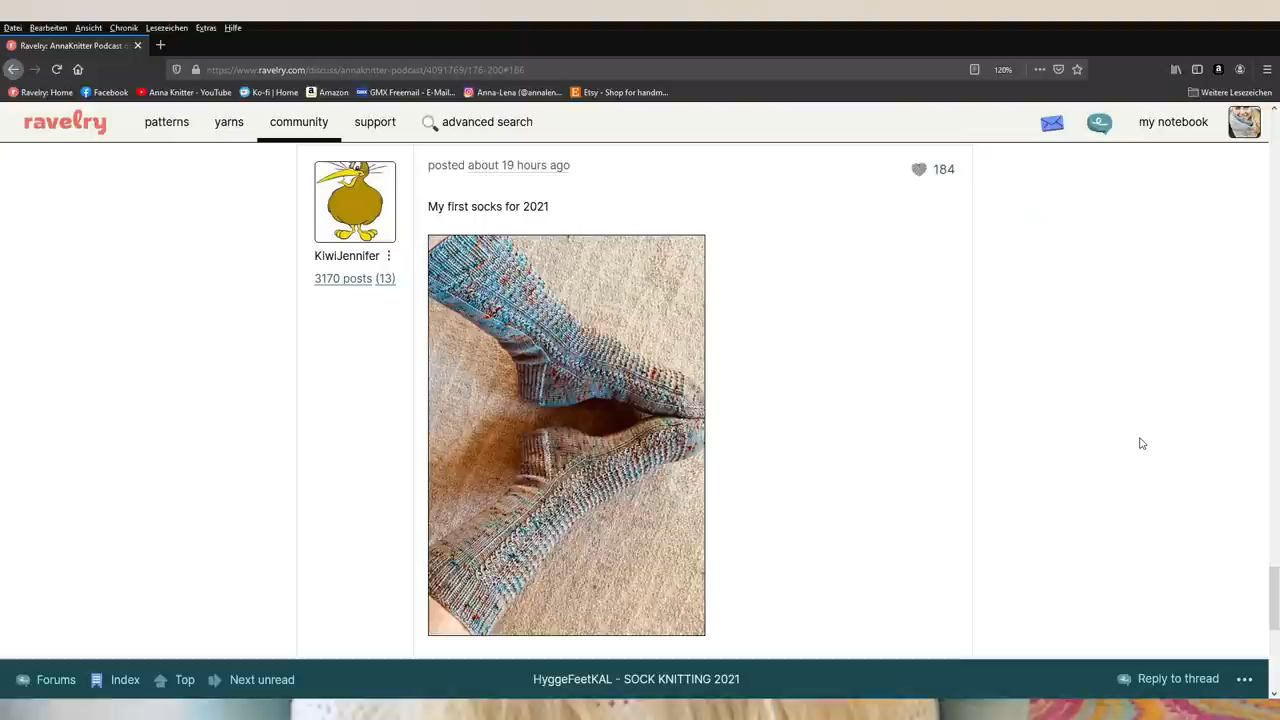 Datei Bearbeiten Ansicht Chronik Lesezeichen Extras Hilfe
Ravelry: AnnaKnitter Podcast
https://www.ravelry.com/discuss/annaknitter-podcast/4091769/176-200#186
120%
Ravelry: Home Facebook Anna Knitter - YouTube Ko-fi | Home Amazon GMX Freemail - E-Mail... Anna-Lena (@annalen... Etsy - Shop for handm... Weitere Lesezeichen
ravelry patterns yarns community support advanced search my notebook
posted about 19 hours ago
184
My first socks for 2021
KiwiJennifer
3170 posts (13)
Forums Index Top Next unread HyggeFeetKAL - SOCK KNITTING 2021 Reply to thread